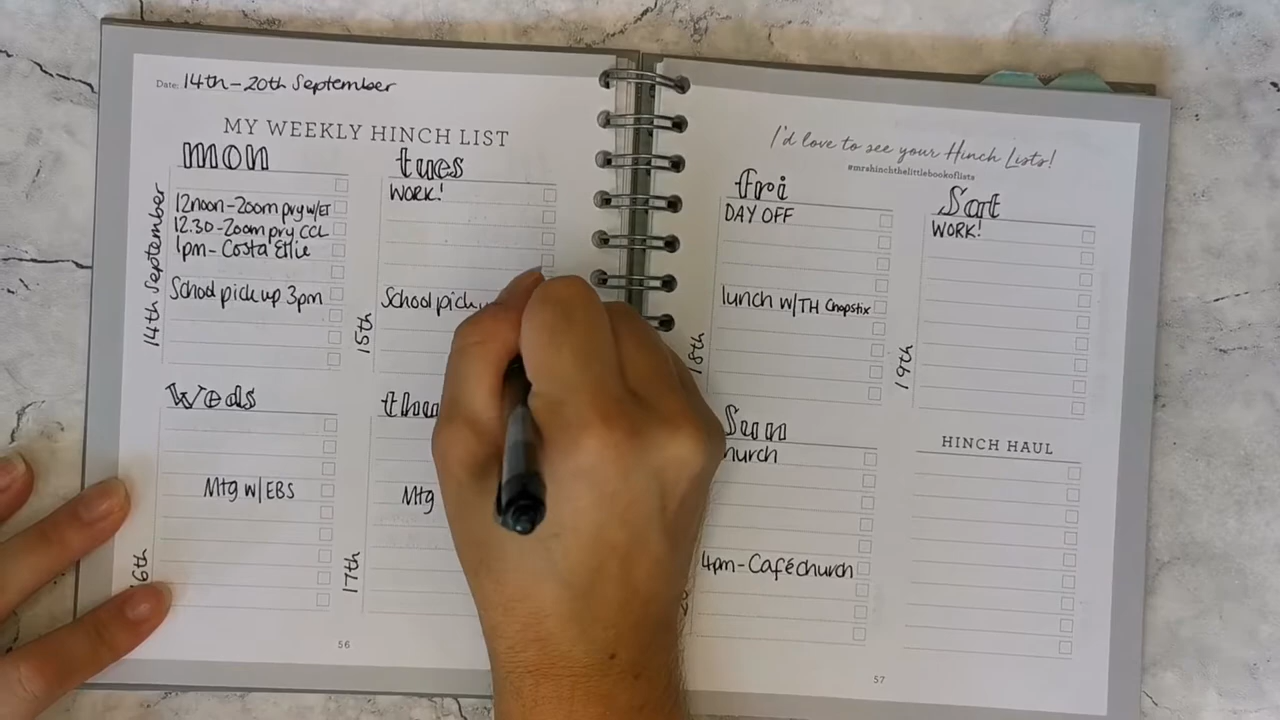 Date: 14th-20th September
MY WEEKLY HINCH LIST
mon
12noon-Zoom pry w/ET
12.30-Zoom pry CCL
1pm-Costa Ellie
School pick up 3pm
14th September
tues
WORK!
School pick
15th
Weds
Mtg w/EBS
6th
thu
Mtg
17th
56
I'd love to see your Hinch Lists!
#mrshinchthelittlebookoflists
fri
DAY OFF
lunch w/TH Chopstix
18th
Sat
WORK!
19th
Sun
hurch
4pm-Caféchurch
HINCH HAUL
57